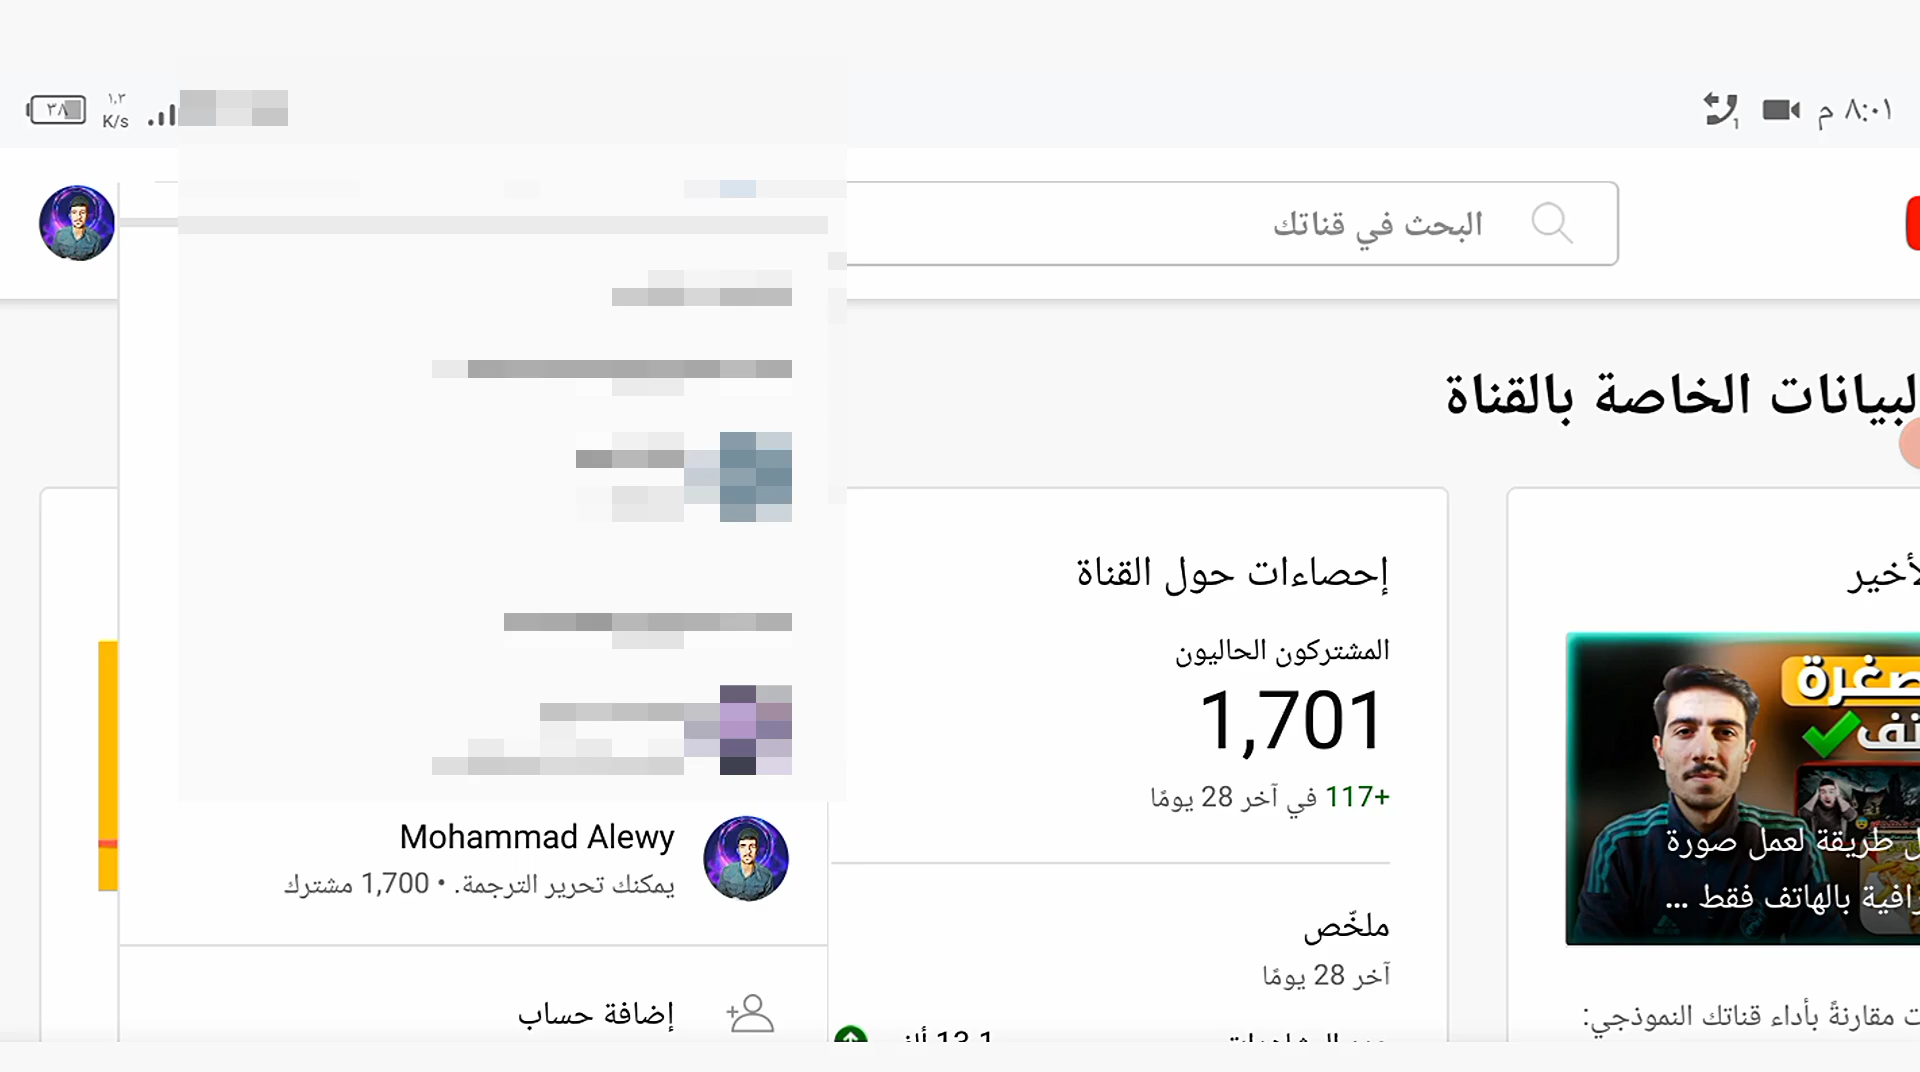 ٨:٠١ م
1
١,٣
K/s
٣٨
البحث في قناتك
البيانات الخاصة بالقناة
إحصاءات حول القناة
المشتركون الحاليون
1,701
+117 في آخر 28 يومًا
ملخّص
آخر 28 يومًا
13.1 ألف
Mohammad Alewy
يمكنك تحرير الترجمة. • 1,700 مشترك
إضافة حساب
طريقة لعمل صورة
بالهاتف فقط ...
مقارنةً بأداء قناتك النموذجي: